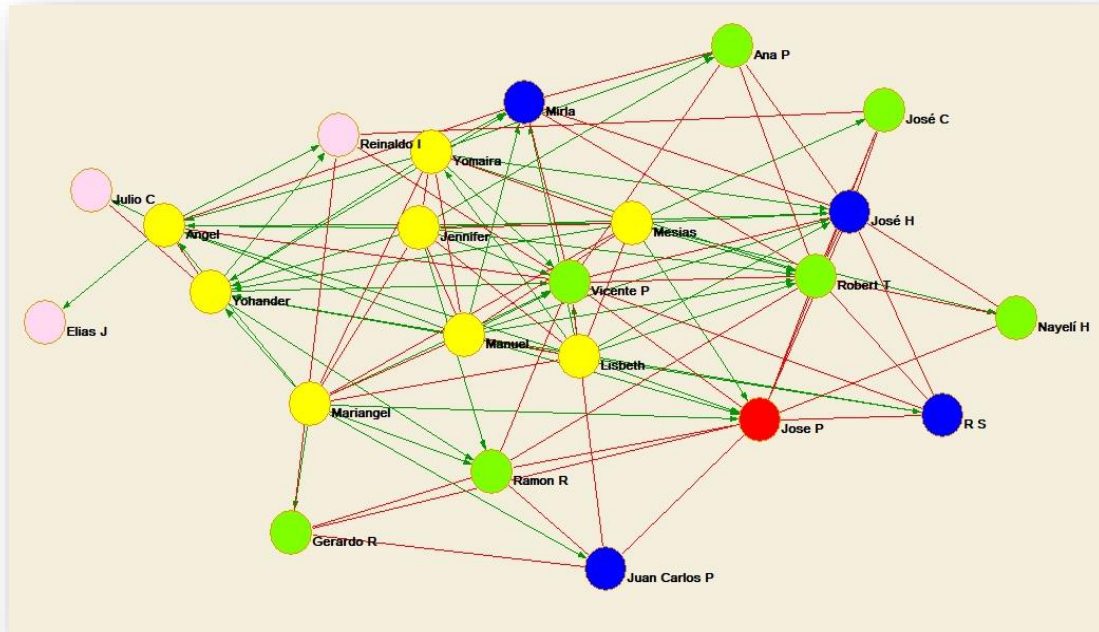 Ana P
Mirla
José C
Reinaldo I
Yomaira
Julio C
Angel
Jennifer
Mesias
José H
Yohander
Vicente P
Robert T
Elias J
Manuel
Nayelí H
Lisbeth
Mariangel
Jose P
R S
Ramon R
Gerardo R
Juan Carlos P